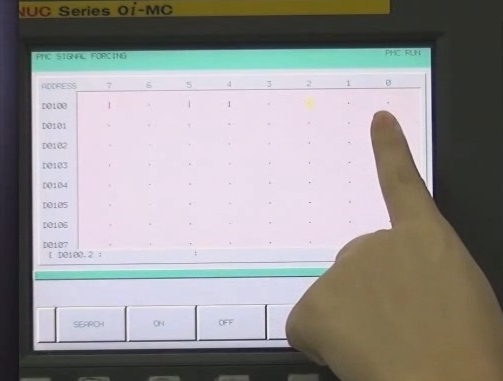 NUC Series 0i-MC
PMC SIGNAL FORCING PMC RUN
ADDRESS 7 6 5 4 3 2 1 0
D0100 | . | | . . .
D0101 . . . . . . .
D0102 . . . . . . .
D0103 . . . . . . .
D0104 . . . . . . .
D0105 . . . . . . .
D0106 . . . . . . .
D0107 . . . . . . .
[ D0100.2 : :
SEARCH ON OFF